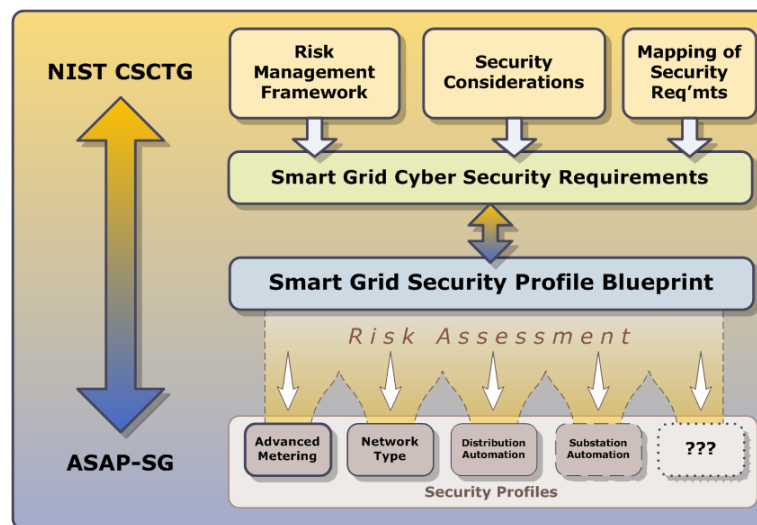 NIST CSCTG
Risk
Management
Framework
Security
Considerations
Mapping of
Security
Req'mts
Smart Grid Cyber Security Requirements
Smart Grid Security Profile Blueprint
Risk Assessment
Advanced
Metering
Network
Type
Distribution
Automation
Substation
Automation
???
ASAP-SG
Security Profiles